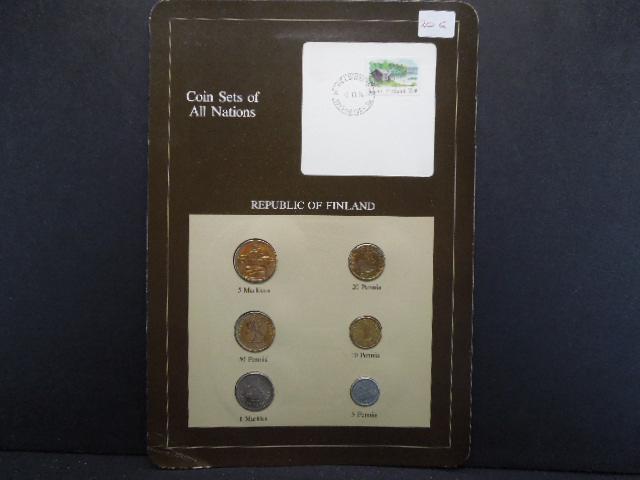 Coin Sets of
All Nations
REPUBLIC OF FINLAND
5 Markkaa
20 Pennia
50 Pennia
10 Pennia
1 Markka
5 Pennia